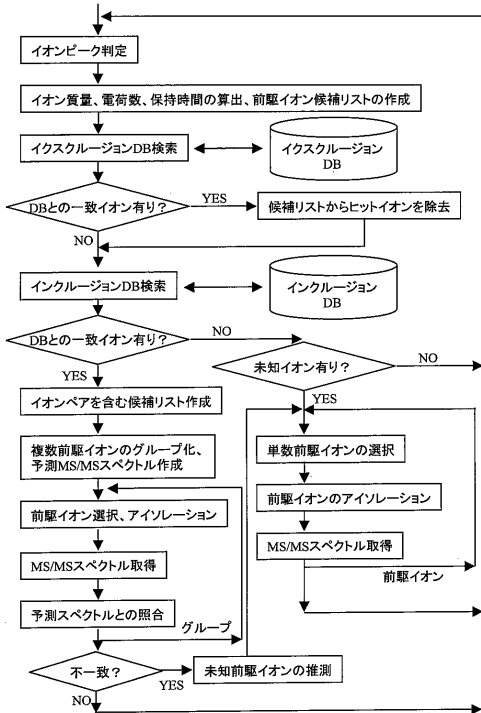 イオンピーク判定
イオン質量、電荷数、保持時間の算出、前駆イオン候補リストの作成
イクスクルージョンDB検索
イクスクルージョン
DB
DBとの一致イオン有り?
YES
候補リストからヒットイオンを除去
NO
インクルージョンDB検索
インクルージョン
DB
DBとの一致イオン有り?
NO
未知イオン有り?
NO
YES
YES
イオンペアを含む候補リスト作成
複数前駆イオンのグループ化、
予測MS/MSスペクトル作成
単数前駆イオンの選択
前駆イオンのアイソレーション
前駆イオン選択、アイソレーション
MS/MSスペクトル取得
MS/MSスペクトル取得
前駆イオン
予測スペクトルとの照合
グループ
不一致?
YES
未知前駆イオンの推測
NO